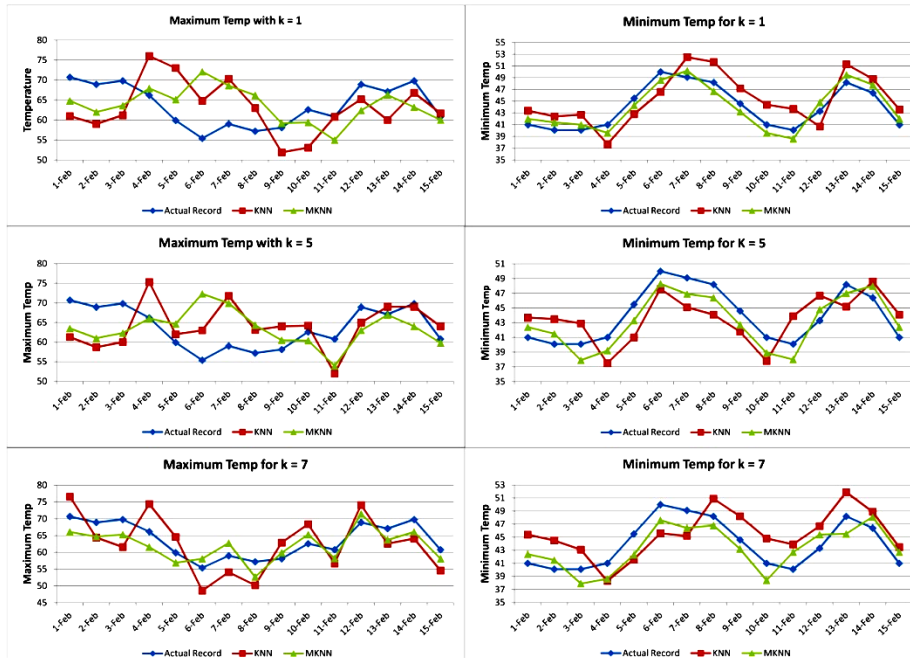 Maximum Temp with k = 1
Temperature
80
75
70
65
60
55
50
1-Feb 2-Feb 3-Feb 4-Feb 5-Feb 6-Feb 7-Feb 8-Feb 9-Feb 10-Feb 11-Feb 12-Feb 13-Feb 14-Feb 15-Feb
Actual Record KNN MKNN
Minimum Temp for k = 1
Minimum Temp
55
53
51
49
47
45
43
41
39
37
35
1-Feb 2-Feb 3-Feb 4-Feb 5-Feb 6-Feb 7-Feb 8-Feb 9-Feb 10-Feb 11-Feb 12-Feb 13-Feb 14-Feb 15-Feb
Actual Record KNN MKNN
Maximum Temp with k = 5
Maximum Temp
80
75
70
65
60
55
50
1-Feb 2-Feb 3-Feb 4-Feb 5-Feb 6-Feb 7-Feb 8-Feb 9-Feb 10-Feb 11-Feb 12-Feb 13-Feb 14-Feb 15-Feb
Actual Record KNN MKNN
Minimum Temp for K = 5
Minimum Temp
51
49
47
45
43
41
39
37
35
1-Feb 2-Feb 3-Feb 4-Feb 5-Feb 6-Feb 7-Feb 8-Feb 9-Feb 10-Feb 11-Feb 12-Feb 13-Feb 14-Feb 15-Feb
Actual Record KNN MKNN
Maximum Temp for k = 7
Maximum Temp
80
75
70
65
60
55
50
45
1-Feb 2-Feb 3-Feb 4-Feb 5-Feb 6-Feb 7-Feb 8-Feb 9-Feb 10-Feb 11-Feb 12-Feb 13-Feb 14-Feb 15-Feb
Actual Record KNN MKNN
Minimum Temp for k = 7
Minimum Temp
53
51
49
47
45
43
41
39
37
35
1-Feb 2-Feb 3-Feb 4-Feb 5-Feb 6-Feb 7-Feb 8-Feb 9-Feb 10-Feb 11-Feb 12-Feb 13-Feb 14-Feb 15-Feb
Actual Record KNN MKNN